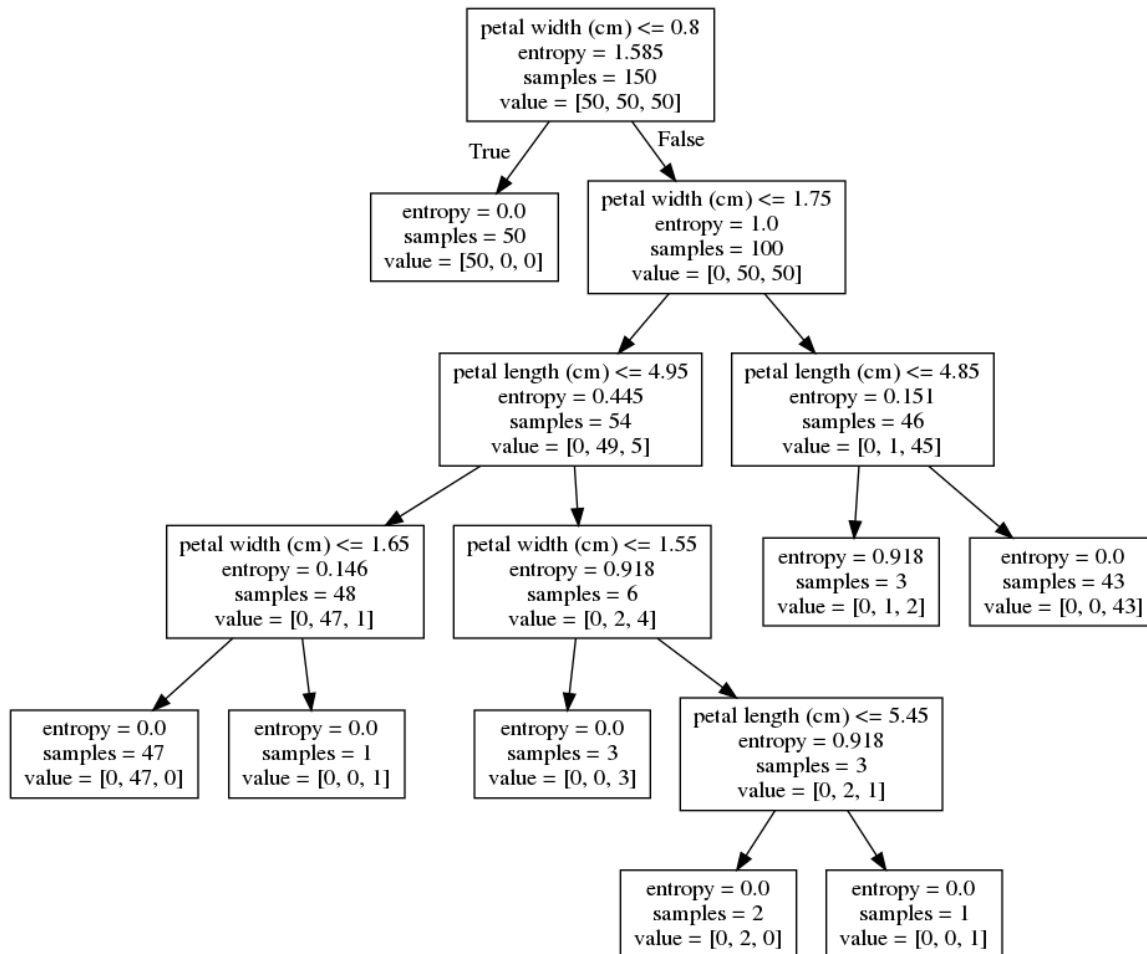 petal width (cm) <= 0.8
entropy = 1.585
samples = 150
value = [50, 50, 50]
True
False
entropy = 0.0
samples = 50
value = [50, 0, 0]
petal width (cm) <= 1.75
entropy = 1.0
samples = 100
value = [0, 50, 50]
petal length (cm) <= 4.95
entropy = 0.445
samples = 54
value = [0, 49, 5]
petal length (cm) <= 4.85
entropy = 0.151
samples = 46
value = [0, 1, 45]
petal width (cm) <= 1.65
entropy = 0.146
samples = 48
value = [0, 47, 1]
petal width (cm) <= 1.55
entropy = 0.918
samples = 6
value = [0, 2, 4]
entropy = 0.918
samples = 3
value = [0, 1, 2]
entropy = 0.0
samples = 43
value = [0, 0, 43]
entropy = 0.0
samples = 47
value = [0, 47, 0]
entropy = 0.0
samples = 1
value = [0, 0, 1]
entropy = 0.0
samples = 3
value = [0, 0, 3]
petal length (cm) <= 5.45
entropy = 0.918
samples = 3
value = [0, 2, 1]
entropy = 0.0
samples = 2
value = [0, 2, 0]
entropy = 0.0
samples = 1
value = [0, 0, 1]